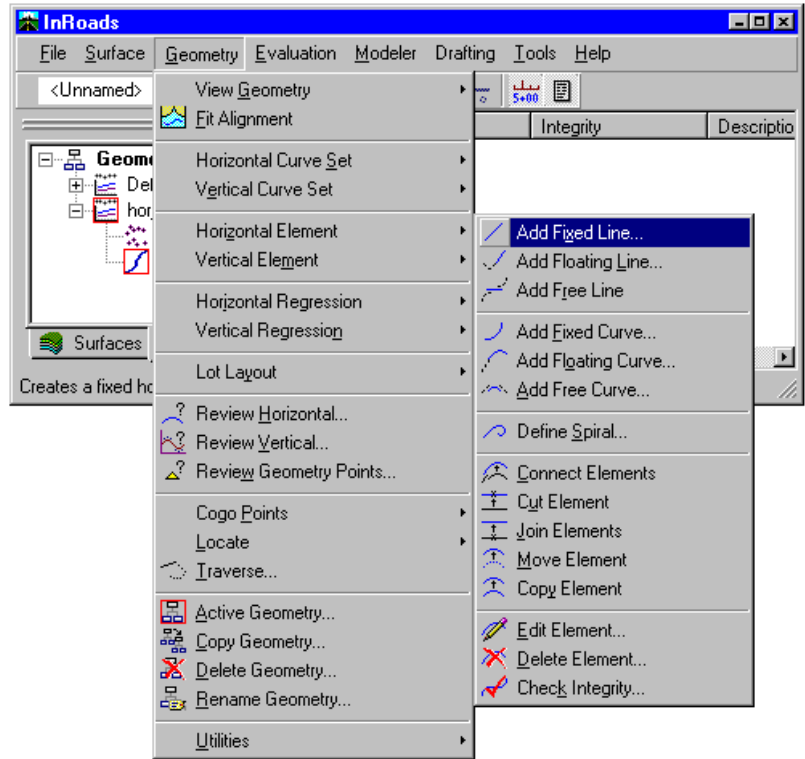 InRoads
File Surface Geometry Evaluation Modeler Drafting Tools Help
<Unnamed>
5+00
Integrity
Descriptio
Geome
Del
hor
Surfaces
Creates a fixed ho
View Geometry
Fit Alignment
Horizontal Curve Set
Vertical Curve Set
Horizontal Element
Vertical Element
Horizontal Regression
Vertical Regression
Lot Layout
Review Horizontal...
Review Vertical...
Review Geometry Points...
Cogo Points
Locate
Traverse...
Active Geometry...
Copy Geometry...
Delete Geometry...
Rename Geometry...
Utilities
Add Fixed Line...
Add Floating Line...
Add Free Line
Add Fixed Curve...
Add Floating Curve...
Add Free Curve...
Define Spiral...
Connect Elements
Cut Element
Join Elements
Move Element
Copy Element
Edit Element...
Delete Element...
Check Integrity...